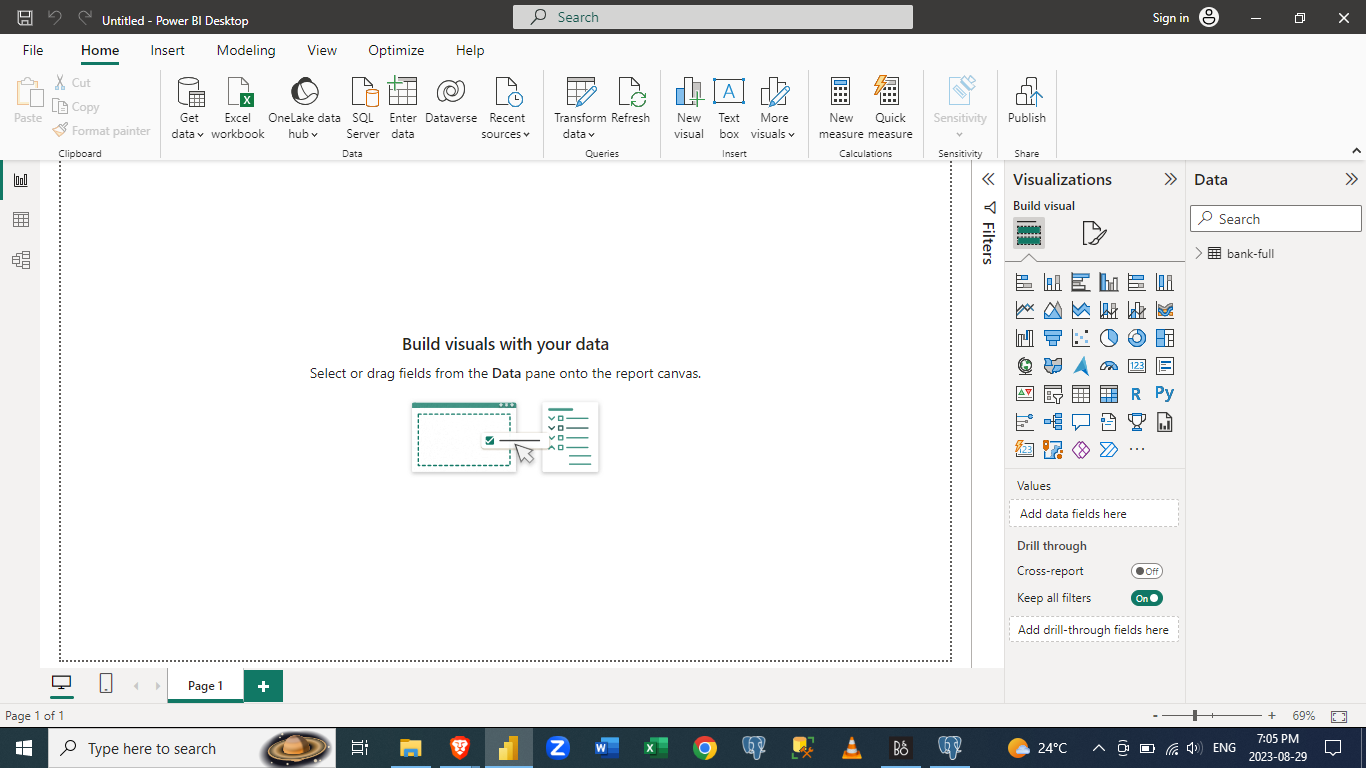 Untitled - Power BI Desktop
Search
Sign in
File Home Insert Modeling View Optimize Help
Paste
Cut
Copy
Format painter
Clipboard
Get data
Excel workbook
OneLake data hub
SQL Server
Enter data
Dataverse
Recent sources
Data
Transform data
Refresh
Queries
New visual
Text box
More visuals
Insert
New measure
Quick measure
Calculations
Sensitivity
Sensitivity
Publish
Share
Build visuals with your data
Select or drag fields from the Data pane onto the report canvas.
Filters
Visualizations
Build visual
123
R
Py
123
Values
Add data fields here
Drill through
Cross-report
Off
Keep all filters
On
Add drill-through fields here
Data
Search
bank-full
Page 1
Page 1 of 1
- + 69%
Type here to search
24°C
ENG
7:05 PM
2023-08-29